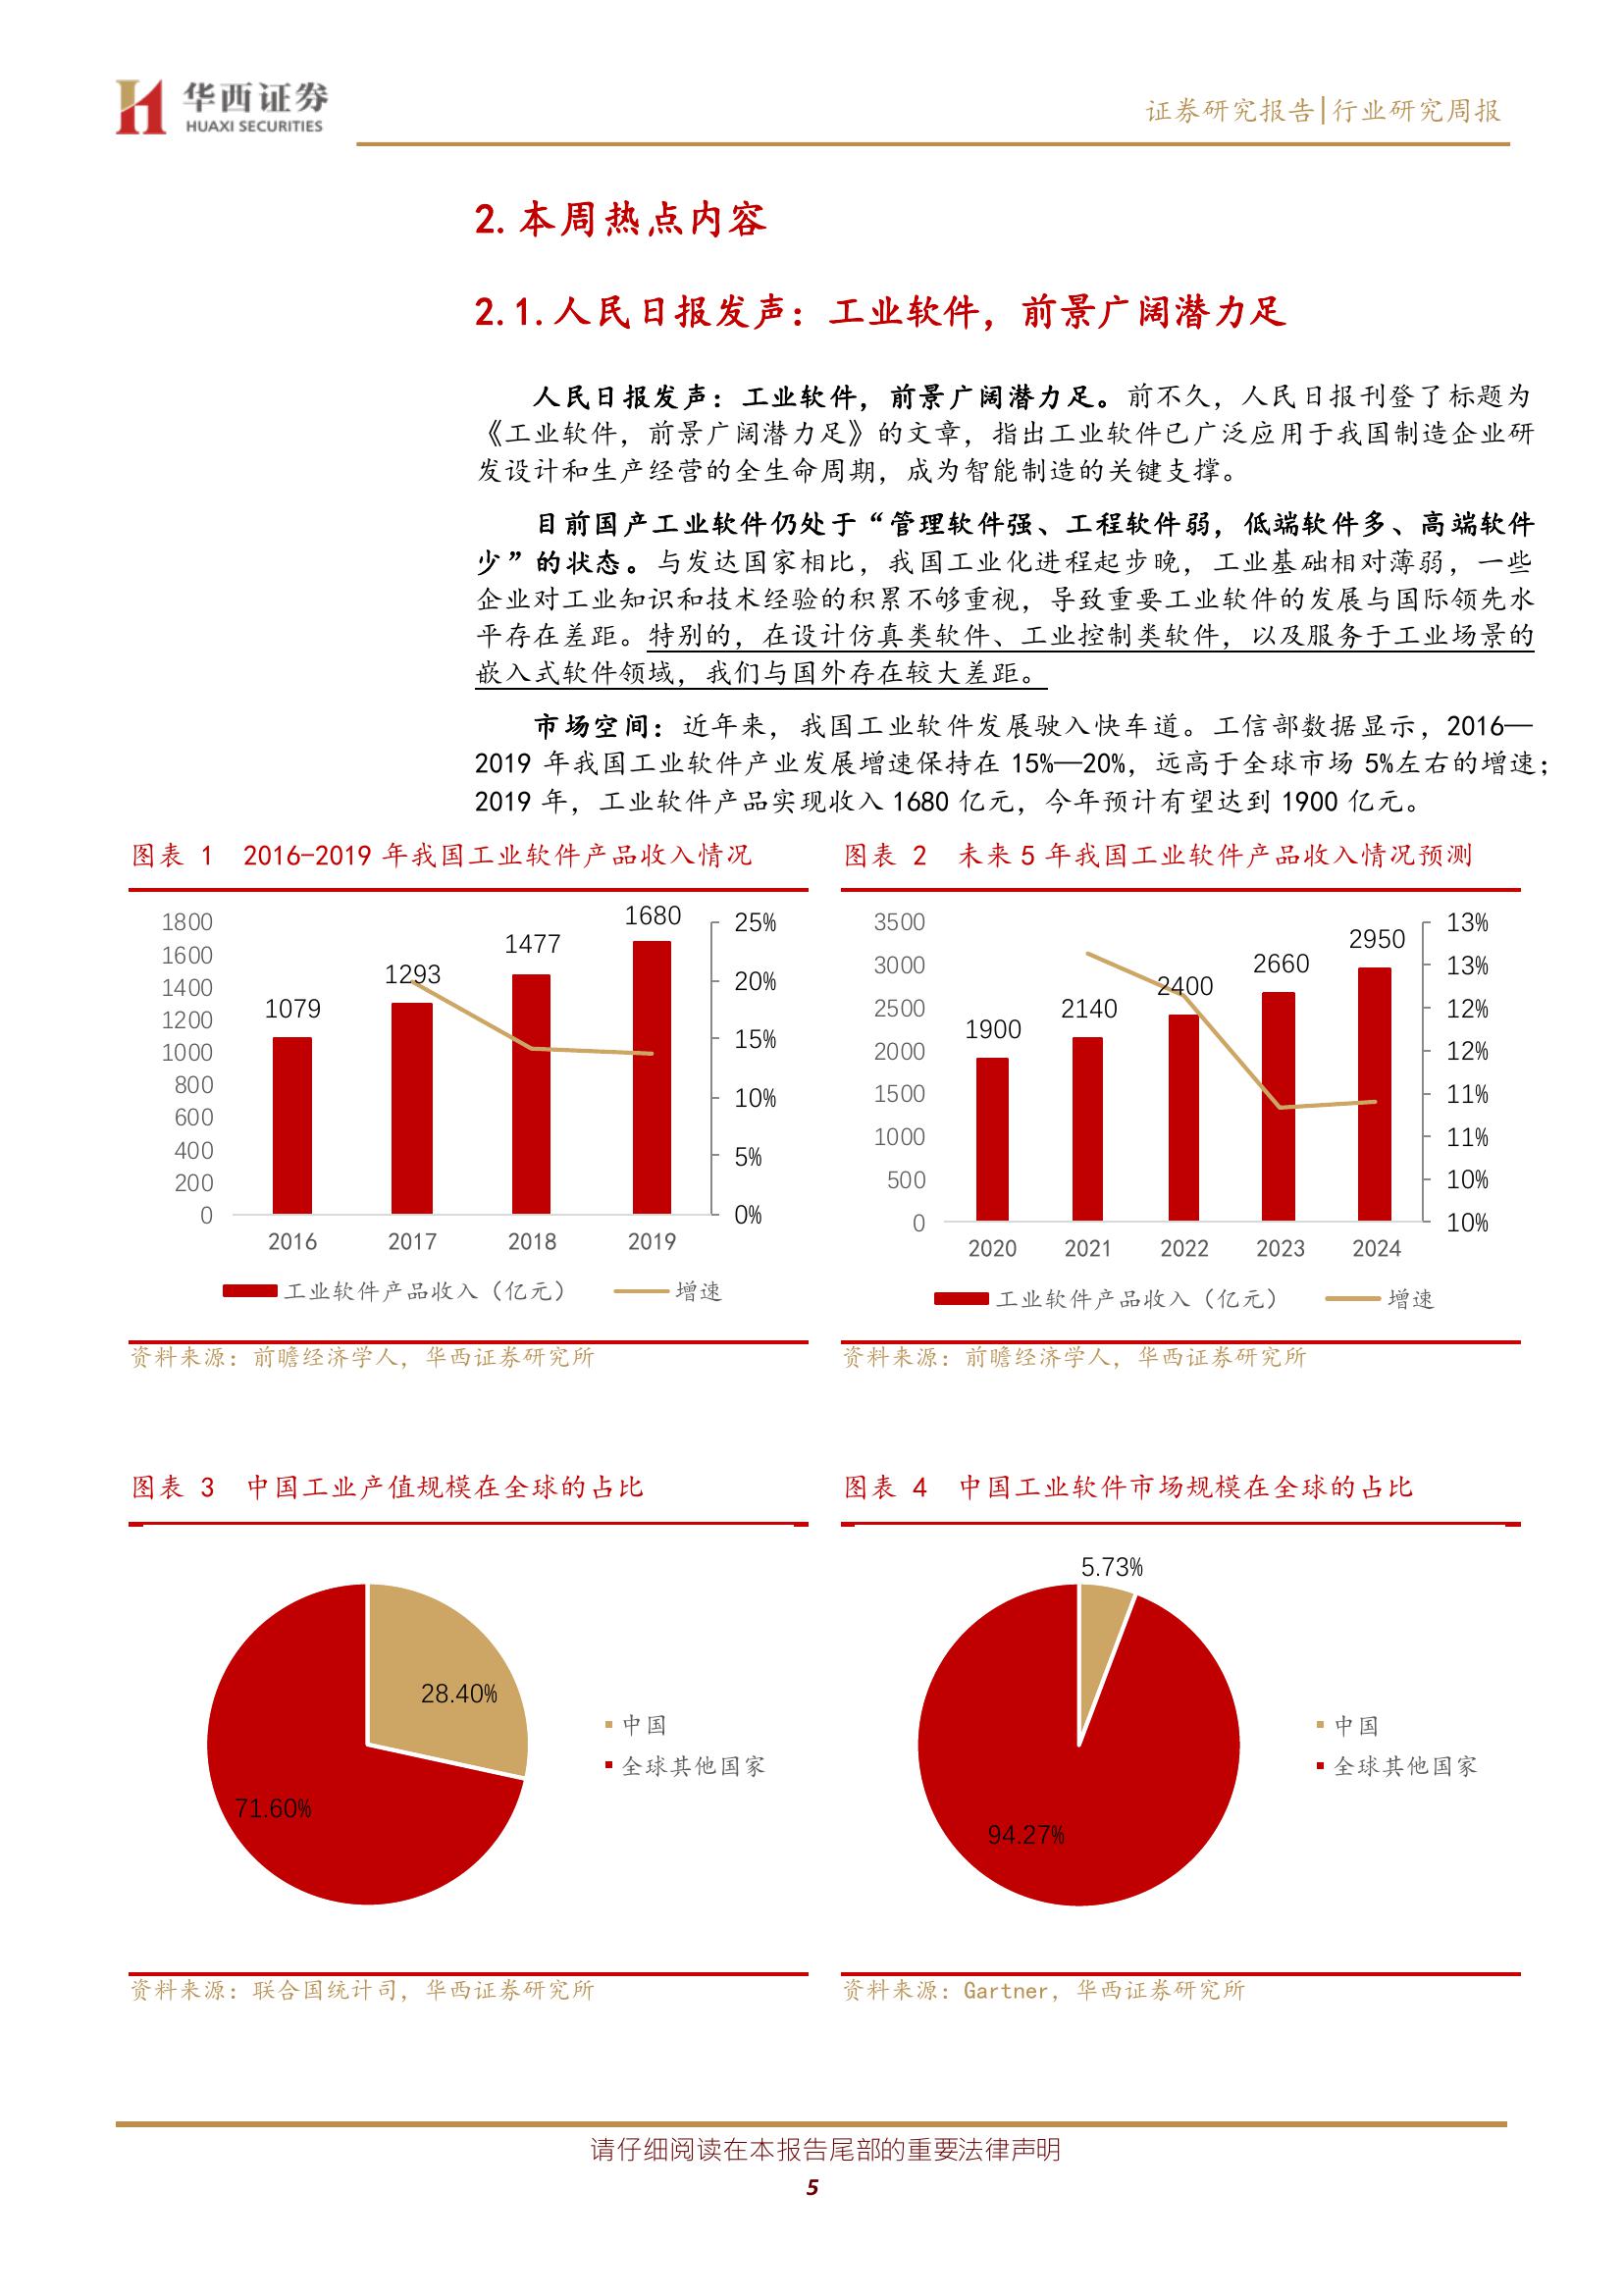 华西证券
HUAXI SECURITIES
证券研究报告|行业研究周报
2.本周热点内容
2.1.人民日报发声：工业软件，前景广阔潜力足
人民日报发声：工业软件，前景广阔潜力足。前不久，人民日报刊登了标题为
《工业软件，前景广阔潜力足》的文章，指出工业软件已广泛应用于我国制造企业研
发设计和生产经营的全生命周期，成为智能制造的关键支撑。
目前国产工业软件仍处于“管理软件强、工程软件弱，低端软件多、高端软件
少”的状态。与发达国家相比，我国工业化进程起步晚，工业基础相对薄弱，一些
企业对工业知识和技术经验的积累不够重视，导致重要工业软件的发展与国际领先水
平存在差距。特别的，在设计仿真类软件、工业控制类软件，以及服务于工业场景的
嵌入式软件领域，我们与国外存在较大差距。
市场空间：近年来，我国工业软件发展驶入快车道。工信部数据显示，2016—
2019 年我国工业软件产业发展增速保持在 15%—20%，远高于全球市场 5%左右的增速；
2019 年，工业软件产品实现收入 1680 亿元，今年预计有望达到 1900 亿元。
图表 1 2016-2019 年我国工业软件产品收入情况
1800
1600
1400
1200
1000
800
600
400
200
0
1079
1293
1477
1680
25%
20%
15%
10%
5%
0%
2016 2017 2018 2019
工业软件产品收入（亿元） 增速
资料来源：前瞻经济学人，华西证券研究所
图表 2 未来 5 年我国工业软件产品收入情况预测
3500
3000
2500
2000
1500
1000
500
0
1900
2140
2400
2660
2950
13%
13%
12%
12%
11%
11%
10%
10%
2020 2021 2022 2023 2024
工业软件产品收入（亿元） 增速
资料来源：前瞻经济学人，华西证券研究所
图表 3 中国工业产值规模在全球的占比
28.40%
71.60%
中国
全球其他国家
资料来源：联合国统计司，华西证券研究所
图表 4 中国工业软件市场规模在全球的占比
5.73%
94.27%
中国
全球其他国家
资料来源：Gartner，华西证券研究所
请仔细阅读在本报告尾部的重要法律声明
5